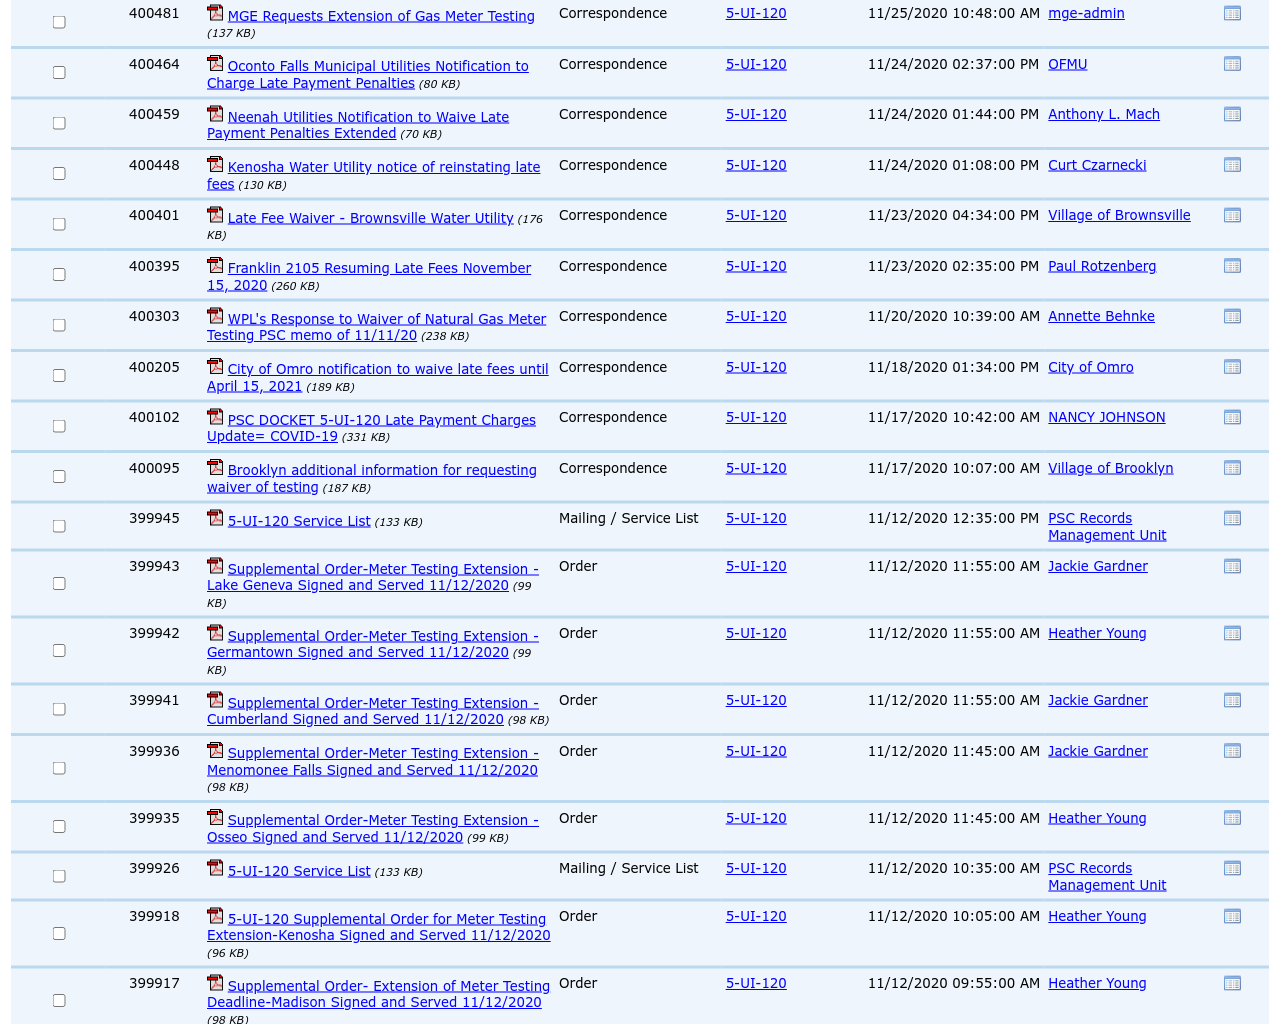 400481 MGE Requests Extension of Gas Meter Testing Correspondence 5-UI-120 11/25/2020 10:48:00 AM mge-admin
(137 KB)
400464 Oconto Falls Municipal Utilities Notification to Correspondence 5-UI-120 11/24/2020 02:37:00 PM OFMU
Charge Late Payment Penalties (80 KB)
400459 Neenah Utilities Notification to Waive Late Correspondence 5-UI-120 11/24/2020 01:44:00 PM Anthony L. Mach
Payment Penalties Extended (70 KB)
400448 Kenosha Water Utility notice of reinstating late Correspondence 5-UI-120 11/24/2020 01:08:00 PM Curt Czarnecki
fees (130 KB)
400401 Late Fee Waiver - Brownsville Water Utility (176 Correspondence 5-UI-120 11/23/2020 04:34:00 PM Village of Brownsville
KB)
400395 Franklin 2105 Resuming Late Fees November Correspondence 5-UI-120 11/23/2020 02:35:00 PM Paul Rotzenberg
15, 2020 (260 KB)
400303 WPL's Response to Waiver of Natural Gas Meter Correspondence 5-UI-120 11/20/2020 10:39:00 AM Annette Behnke
Testing PSC memo of 11/11/20 (238 KB)
400205 City of Omro notification to waive late fees until Correspondence 5-UI-120 11/18/2020 01:34:00 PM City of Omro
April 15, 2021 (189 KB)
400102 PSC DOCKET 5-UI-120 Late Payment Charges Correspondence 5-UI-120 11/17/2020 10:42:00 AM NANCY JOHNSON
Update= COVID-19 (331 KB)
400095 Brooklyn additional information for requesting Correspondence 5-UI-120 11/17/2020 10:07:00 AM Village of Brooklyn
waiver of testing (187 KB)
399945 5-UI-120 Service List (133 KB) Mailing / Service List 5-UI-120 11/12/2020 12:35:00 PM PSC Records
Management Unit
399943 Supplemental Order-Meter Testing Extension - Order 5-UI-120 11/12/2020 11:55:00 AM Jackie Gardner
Lake Geneva Signed and Served 11/12/2020 (99
KB)
399942 Supplemental Order-Meter Testing Extension - Order 5-UI-120 11/12/2020 11:55:00 AM Heather Young
Germantown Signed and Served 11/12/2020 (99
KB)
399941 Supplemental Order-Meter Testing Extension - Order 5-UI-120 11/12/2020 11:55:00 AM Jackie Gardner
Cumberland Signed and Served 11/12/2020 (98 KB)
399936 Supplemental Order-Meter Testing Extension - Order 5-UI-120 11/12/2020 11:45:00 AM Jackie Gardner
Menomonee Falls Signed and Served 11/12/2020
(98 KB)
399935 Supplemental Order-Meter Testing Extension - Order 5-UI-120 11/12/2020 11:45:00 AM Heather Young
Osseo Signed and Served 11/12/2020 (99 KB)
399926 5-UI-120 Service List (133 KB) Mailing / Service List 5-UI-120 11/12/2020 10:35:00 AM PSC Records
Management Unit
399918 5-UI-120 Supplemental Order for Meter Testing Order 5-UI-120 11/12/2020 10:05:00 AM Heather Young
Extension-Kenosha Signed and Served 11/12/2020
(96 KB)
399917 Supplemental Order- Extension of Meter Testing Order 5-UI-120 11/12/2020 09:55:00 AM Heather Young
Deadline-Madison Signed and Served 11/12/2020
(98 KB)